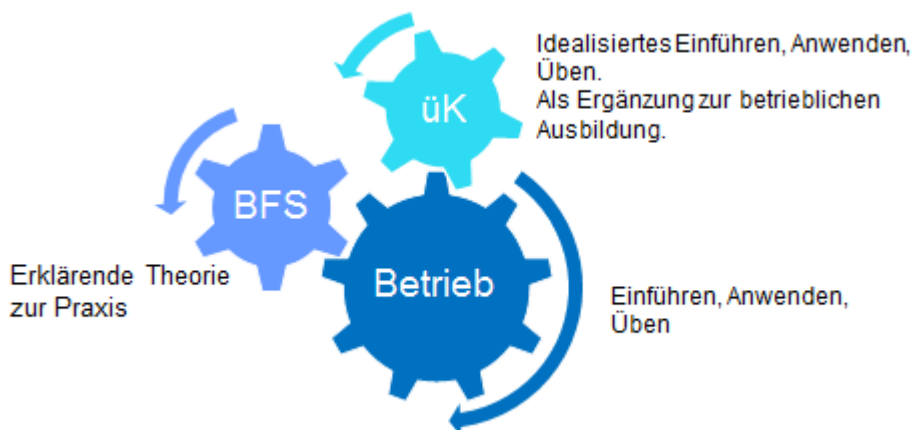 Idealisiertes Einführen, Anwenden,
Üben.
Als Ergänzung zur betrieblichen
Ausbildung.
üK
BFS
Betrieb
Erklärende Theorie
zur Praxis
Einführen, Anwenden,
Üben